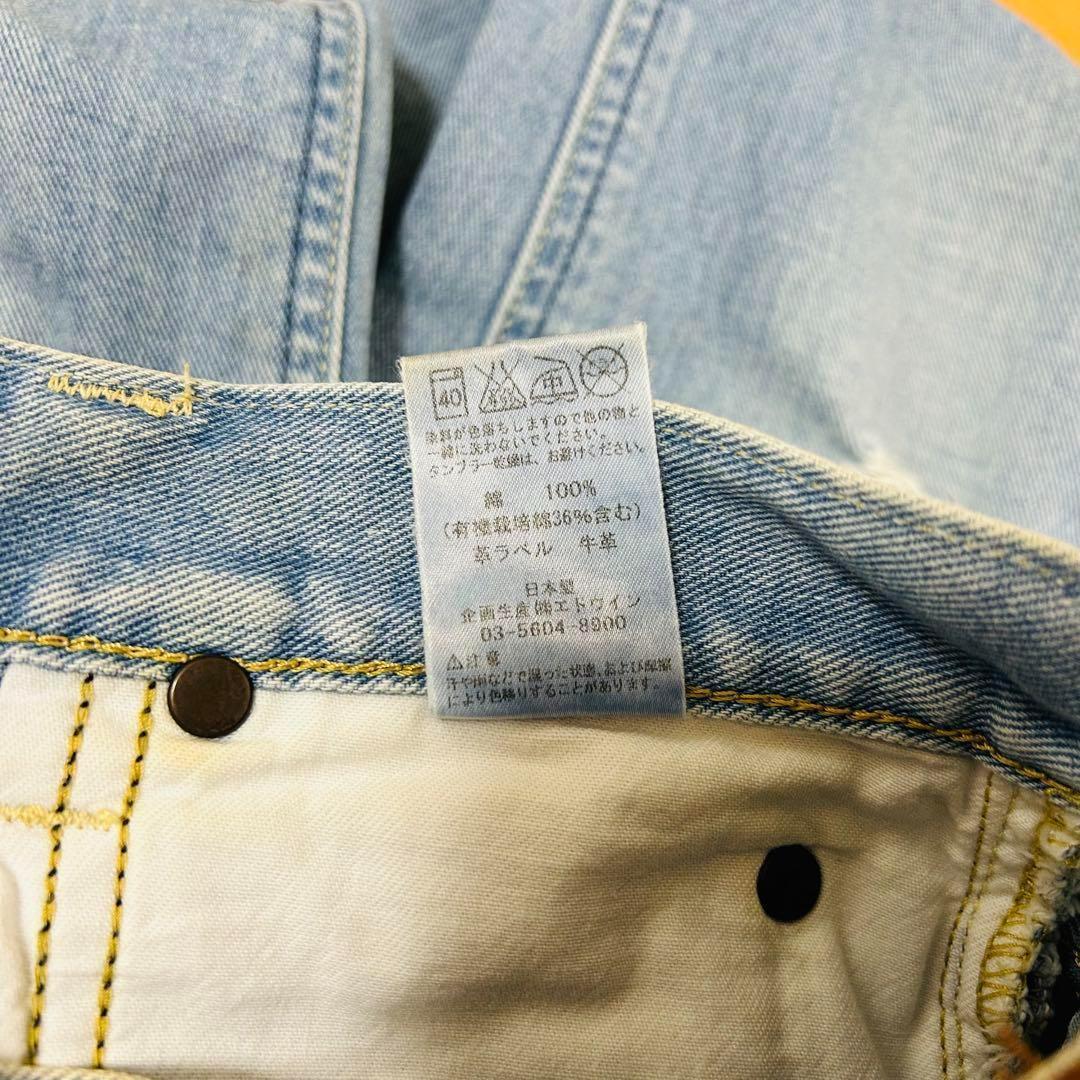 40 中
染料が色落ちしますので色の物と
一緒に洗わないでください。
タンブラー乾燥は、お避けください。
綿 100%
(有機栽培綿36%含む)
革ラベル 牛革
日本製
企画生産㈱エドウイン
03-5604-8900
⚠注意
汗や雨などで湿った状態、および摩擦
により色移りすることがあります。